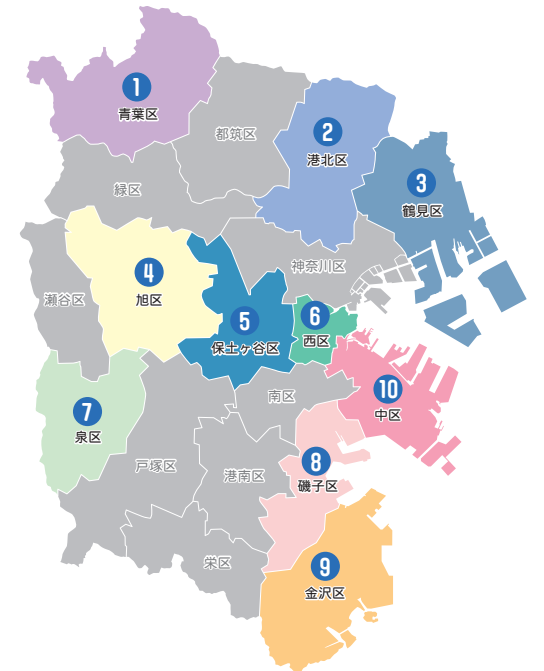 1
青葉区
都筑区
2
港北区
3
鶴見区
緑区
神奈川区
4
旭区
瀬谷区
5
保土ヶ谷区
6
西区
7
泉区
南区
10
中区
戸塚区
港南区
8
磯子区
栄区
9
金沢区